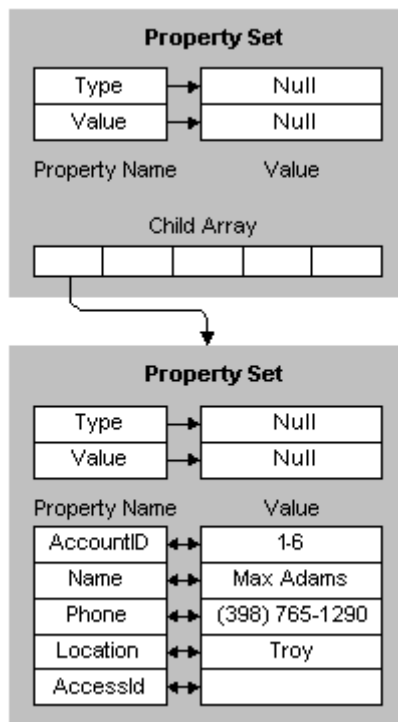 Property Set
Type Null
Value Null
Property Name Value
Child Array
Property Set
Type Null
Value Null
Property Name Value
AccountID 1-6
Name Max Adams
Phone (398) 765-1290
Location Troy
AccessId